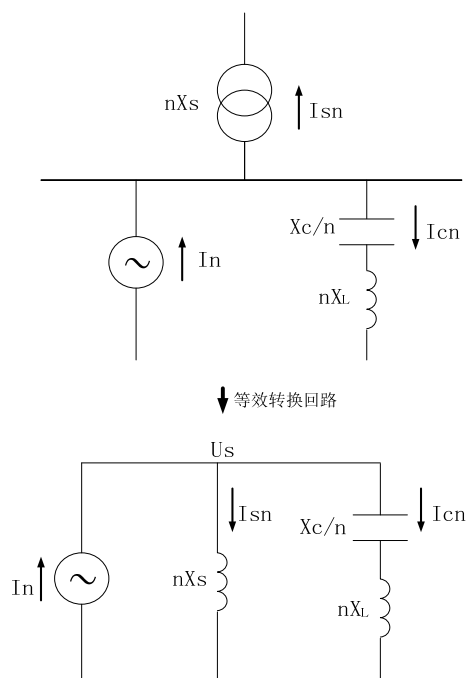 nXs
Isn
Xc/n
Icn
In
nXL
等效转换回路
Us
Isn
Icn
Xc/n
In
nXs
nXL